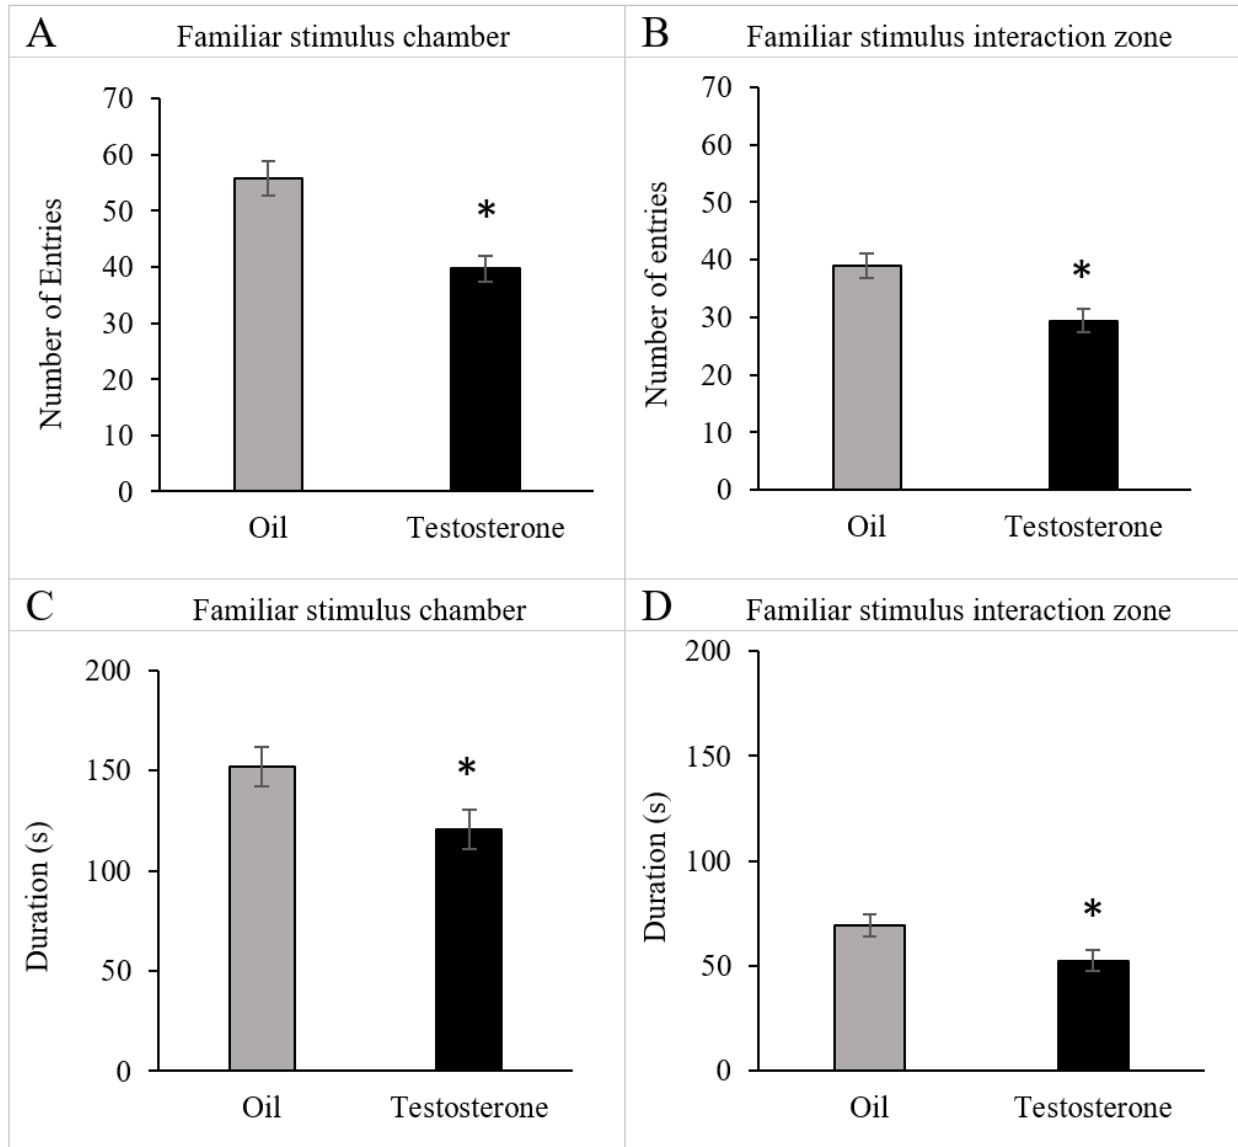 A Familiar stimulus chamber
Number of Entries
70
60
50
40
30
20
10
0
*
Oil Testosterone
B Familiar stimulus interaction zone
Number of entries
70
60
50
40
30
20
10
0
*
Oil Testosterone
C Familiar stimulus chamber
Duration (s)
200
150
100
50
0
*
Oil Testosterone
D Familiar stimulus interaction zone
Duration (s)
200
150
100
50
0
*
Oil Testosterone